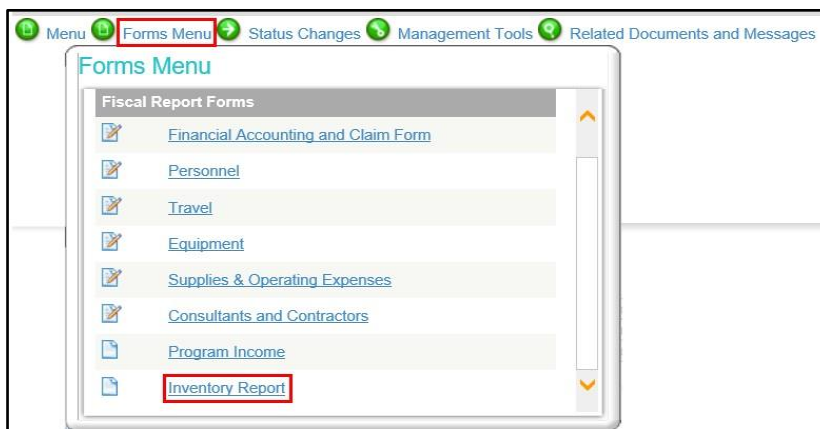 Menu Forms Menu Status Changes Management Tools Related Documents and Messages
Forms Menu
Fiscal Report Forms
Financial Accounting and Claim Form
Personnel
Travel
Equipment
Supplies & Operating Expenses
Consultants and Contractors
Program Income
Inventory Report